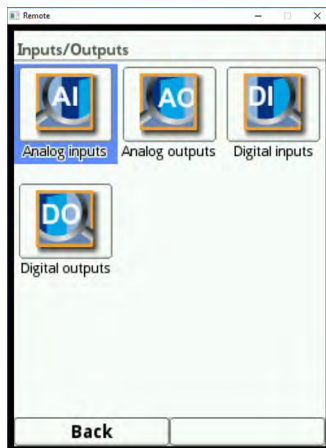 Remote
Inputs/Outputs
AI
AO
DI
Analog inputs
Analog outputs
Digital inputs
DO
Digital outputs
Back